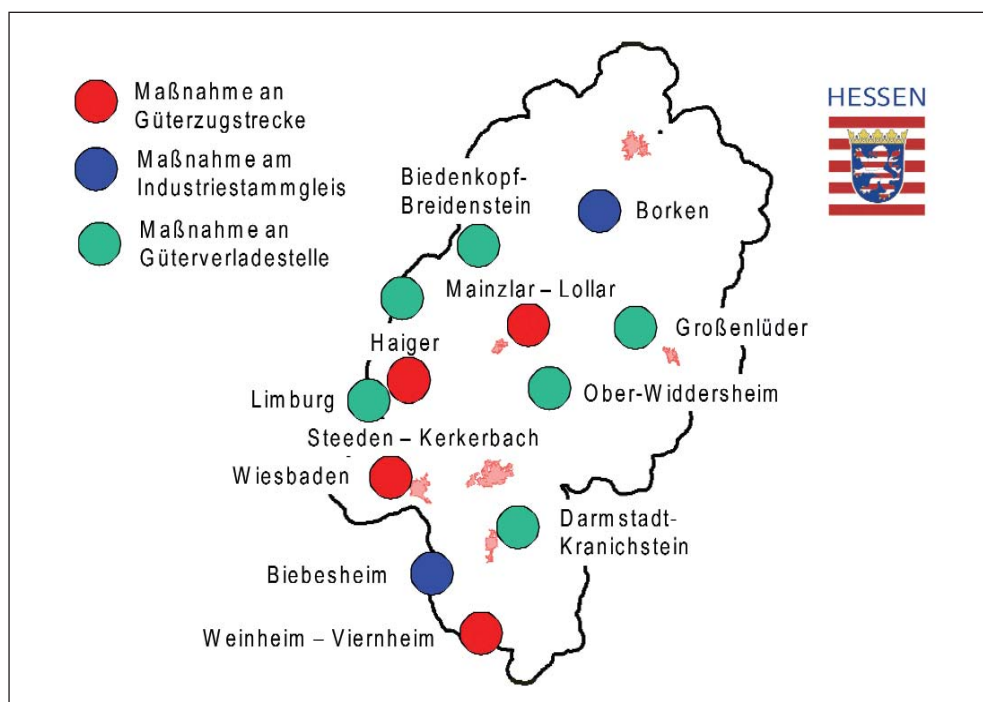 Maßnahme an
Güterzugstrecke
Maßnahme am
Industriestammgleis
Maßnahme an
Güterverladestelle
HESSEN
Biedenkopf-
Breidenstein
Borken
Mainzlar – Lollar
Großenlüder
Haiger
Limburg
Ober-Widdersheim
Steeden – Kerkerbach
Wiesbaden
Darmstadt-
Kranichstein
Biebesheim
Weinheim – Viernheim